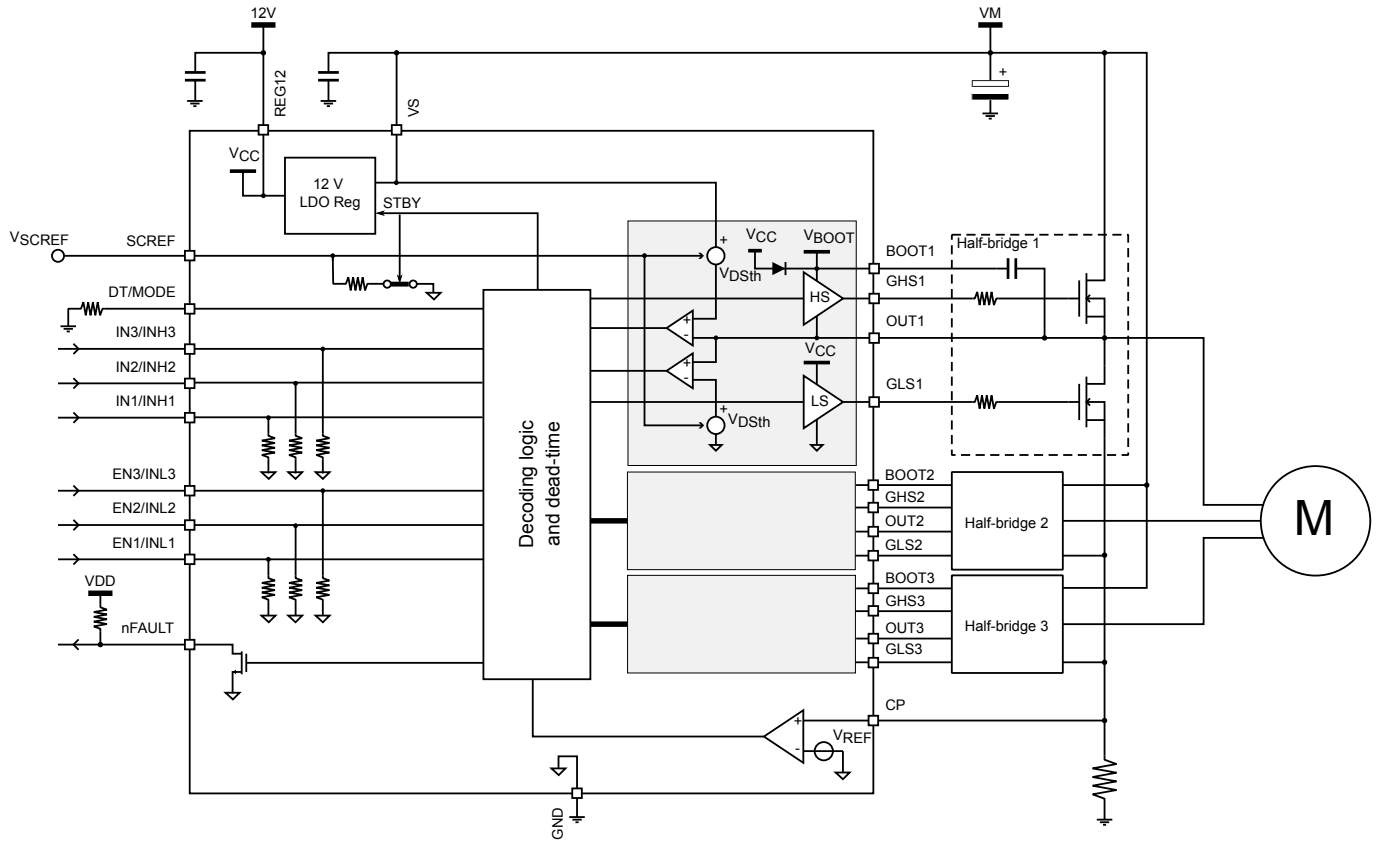 12V
VM
REG12
VS
VCC
12 V
LDO Reg
STBY
VSCREF
SCREF
DT/MODE
IN3/INH3
IN2/INH2
IN1/INH1
EN3/INL3
EN2/INL2
EN1/INL1
VDD
nFAULT
Decoding logic
and dead-time
+
VDSth
VCC
VBOOT
HS
+
-
+
-
+
VDSth
VCC
LS
BOOT1
GHS1
OUT1
GLS1
Half-bridge 1
+
BOOT2
GHS2
OUT2
GLS2
Half-bridge 2
BOOT3
GHS3
OUT3
GLS3
Half-bridge 3
M
CP
+
-
VREF
GND